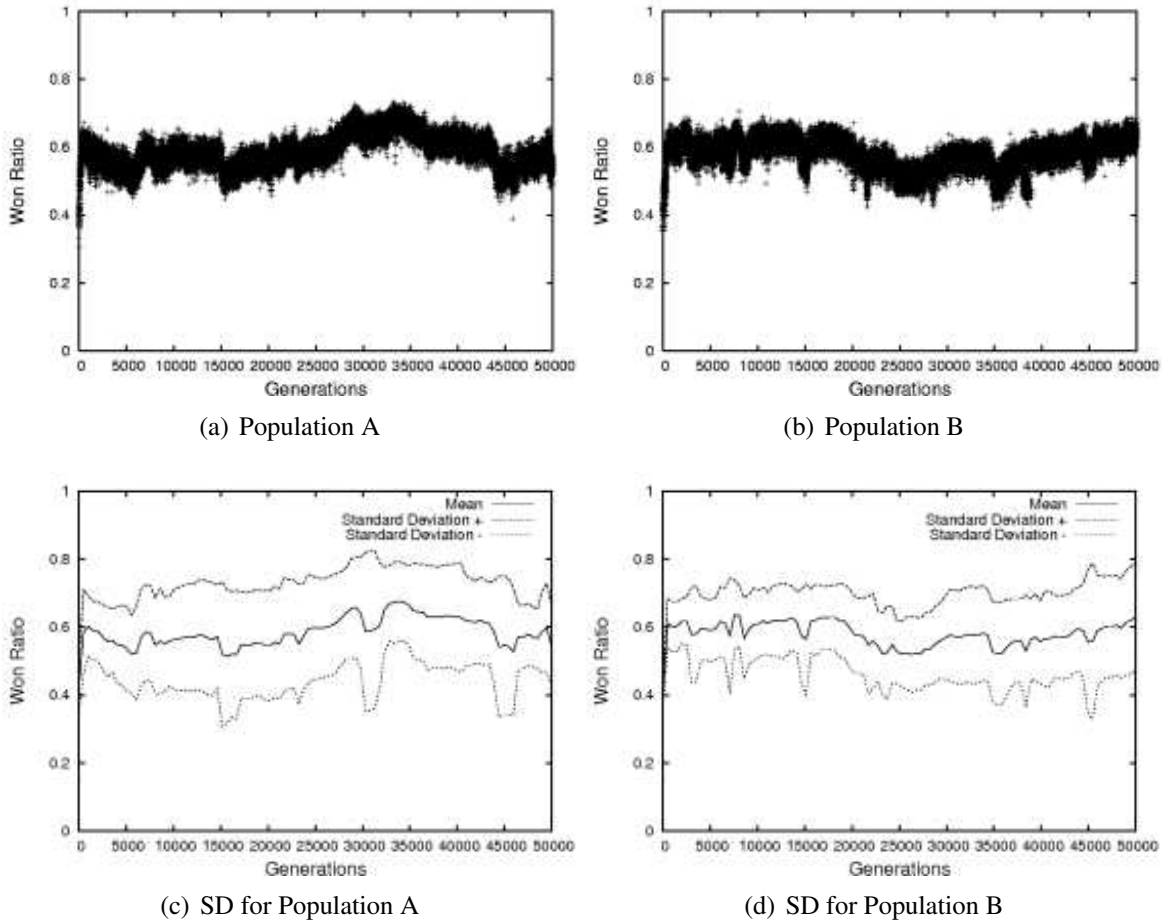 1
0.8
0.6
0.4
0.2
0
Won Ratio
0 5000 10000 15000 20000 25000 30000 35000 40000 45000 50000
Generations
(a) Population A
1
0.8
0.6
0.4
0.2
0
Won Ratio
0 5000 10000 15000 20000 25000 30000 35000 40000 45000 50000
Generations
(b) Population B
1
0.8
0.6
0.4
0.2
0
Won Ratio
Mean
Standard Deviation +
Standard Deviation -
0 5000 10000 15000 20000 25000 30000 35000 40000 45000 50000
Generations
(c) SD for Population A
1
0.8
0.6
0.4
0.2
0
Won Ratio
Mean
Standard Deviation +
Standard Deviation -
0 5000 10000 15000 20000 25000 30000 35000 40000 45000 50000
Generations
(d) SD for Population B